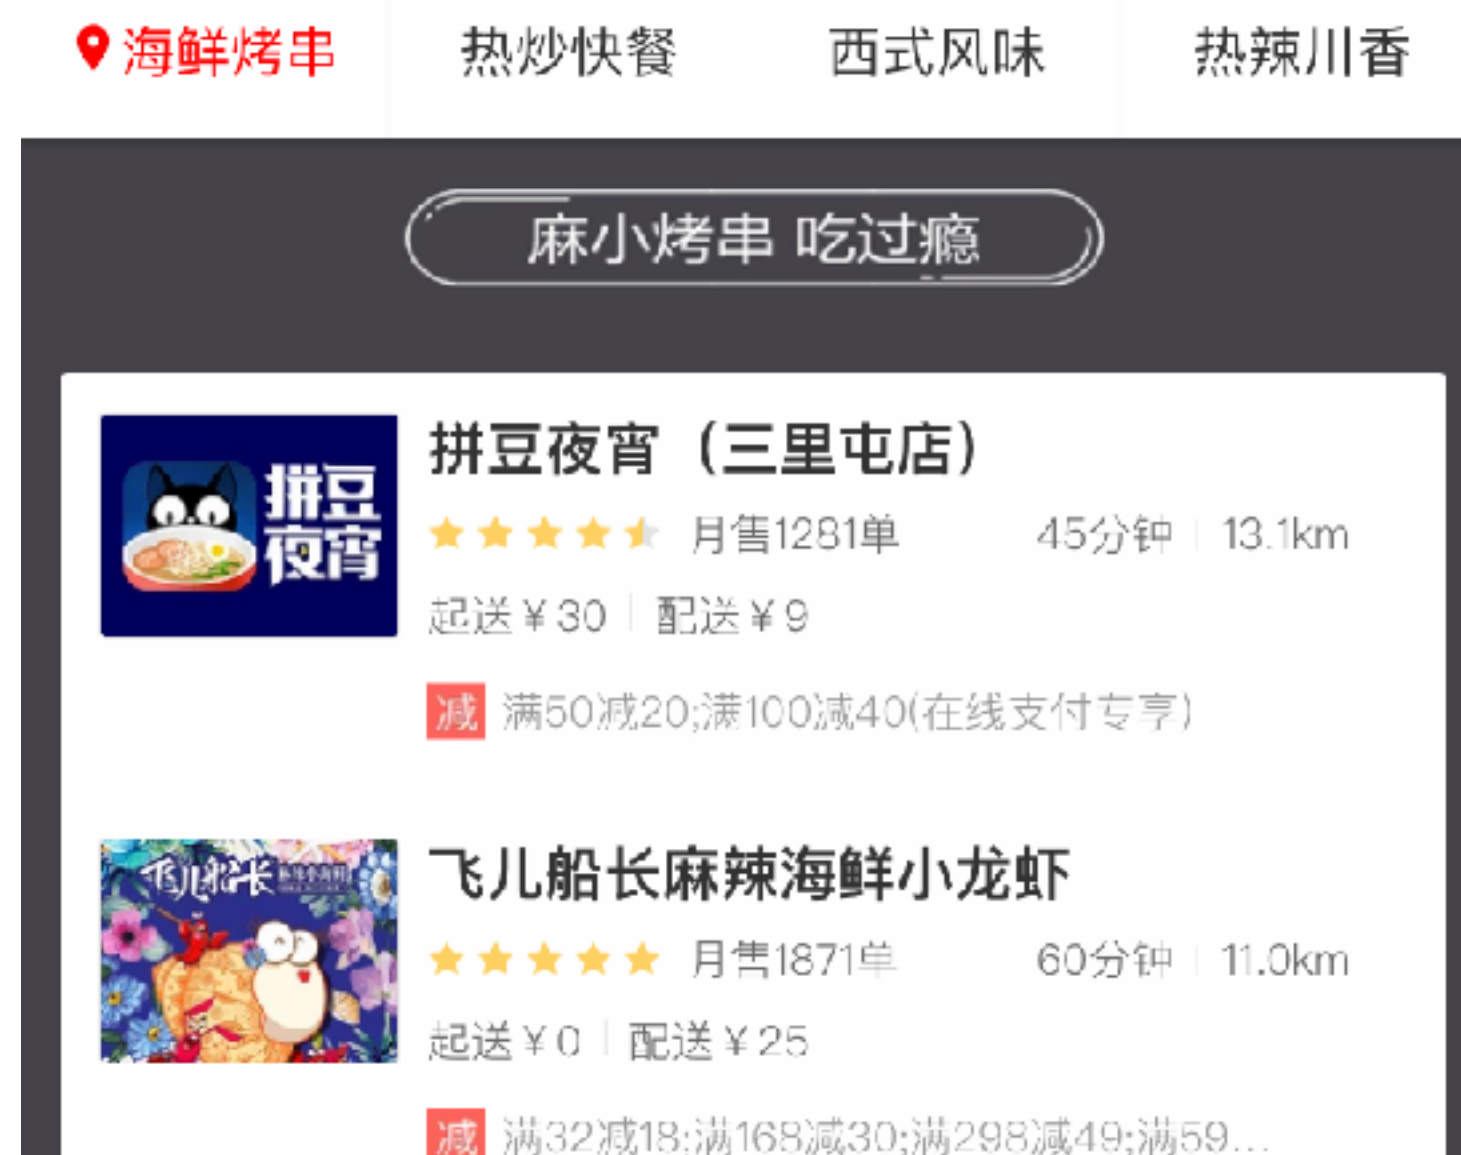 海鲜烤串 热炒快餐 西式风味 热辣川香
麻小烤串 吃过瘾
拼豆夜宵
拼豆夜宵（三里屯店）
月售1281单 45分钟 13.1km
起送¥30 配送¥9
减 满50减20;满100减40(在线支付专享)
飞儿船长
飞儿船长麻辣海鲜小龙虾
月售1871单 60分钟 11.0km
起送¥0 配送¥25
减 满32减18;满168减30;满298减49;满59...